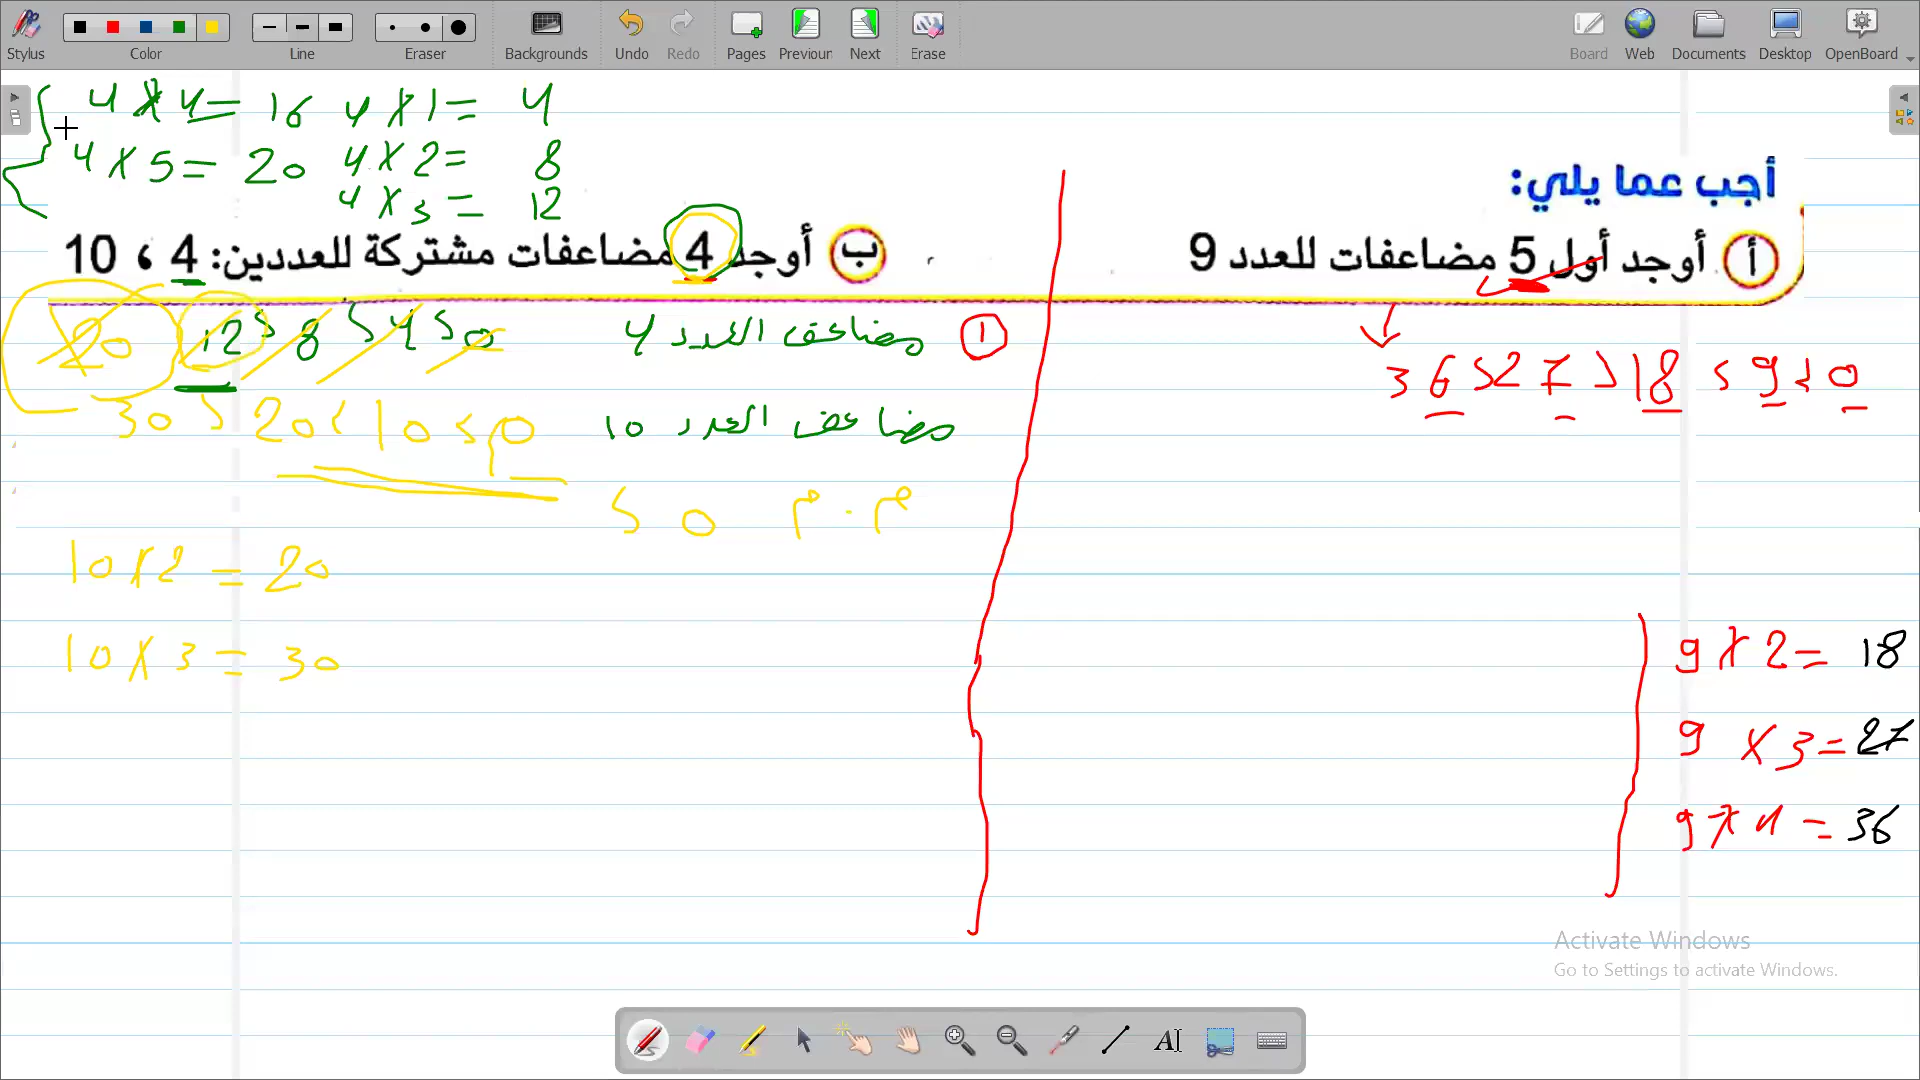 Stylus Color Line Eraser Backgrounds Undo Redo Pages Previous Next Erase Board Web Documents Desktop OpenBoard
أجب عما يلي:
أ أوجد أول 5 مضاعفات للعدد 9
0 , 9 , 18 , 27 , 36
9 × 2 = 18
9 × 3 = 27
9 × 4 = 36
4 × 4 = 16 4 × 1 = 4
4 × 5 = 20 4 × 2 = 8
4 × 3 = 12
ب أوجد 4 مضاعفات مشتركة للعددين: 4 ، 10
1 مضاعف العدد 4 0 , 4 , 8 , 12 20
مضاعف العدد 10 0 , 10 , 20 , 30
م . م 0 ,
10 × 2 = 20
10 × 3 = 30
Activate Windows
Go to Settings to activate Windows.